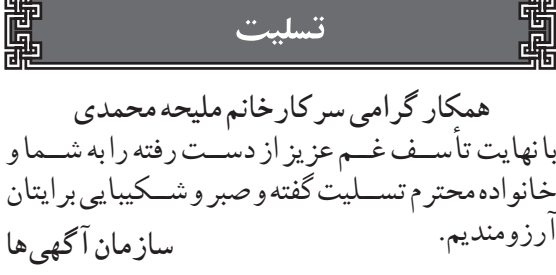 تسلیت
همکار گرامی سرکار خانم ملیحه محمدی
با نهایت تأسف غم عزیز از دست رفته را به شما و
خانواده محترم تسلیت گفته و صبر و شکیبایی برایتان
آرزومندیم.
سازمان آگهی‌ها